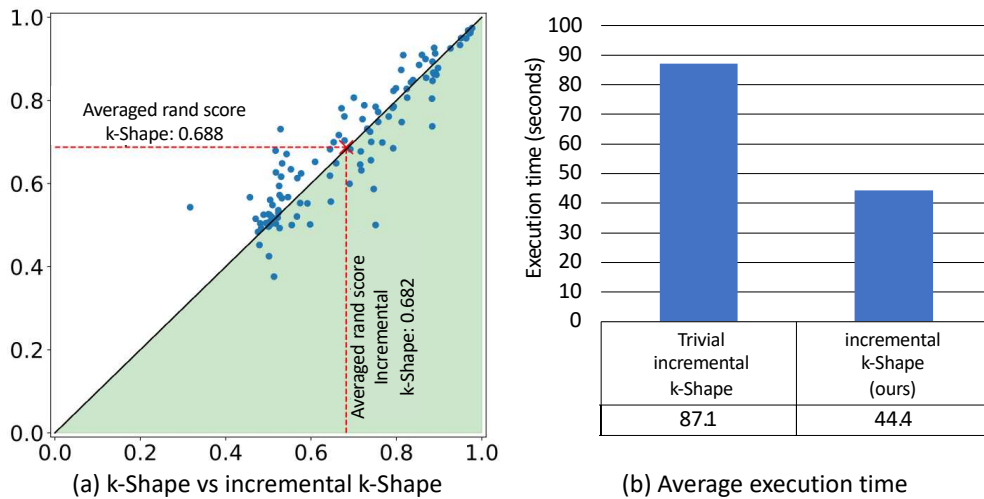 1.0
0.8
0.6
0.4
0.2
0.0
Averaged rand score
k-Shape: 0.688
Averaged rand score
Incremental
k-Shape: 0.682
0.0 0.2 0.4 0.6 0.8 1.0
(a) k-Shape vs incremental k-Shape
Execution time (seconds)
100
90
80
70
60
50
40
30
20
10
0
Trivial
incremental
k-Shape
incremental
k-Shape
(ours)
87.1
44.4
(b) Average execution time